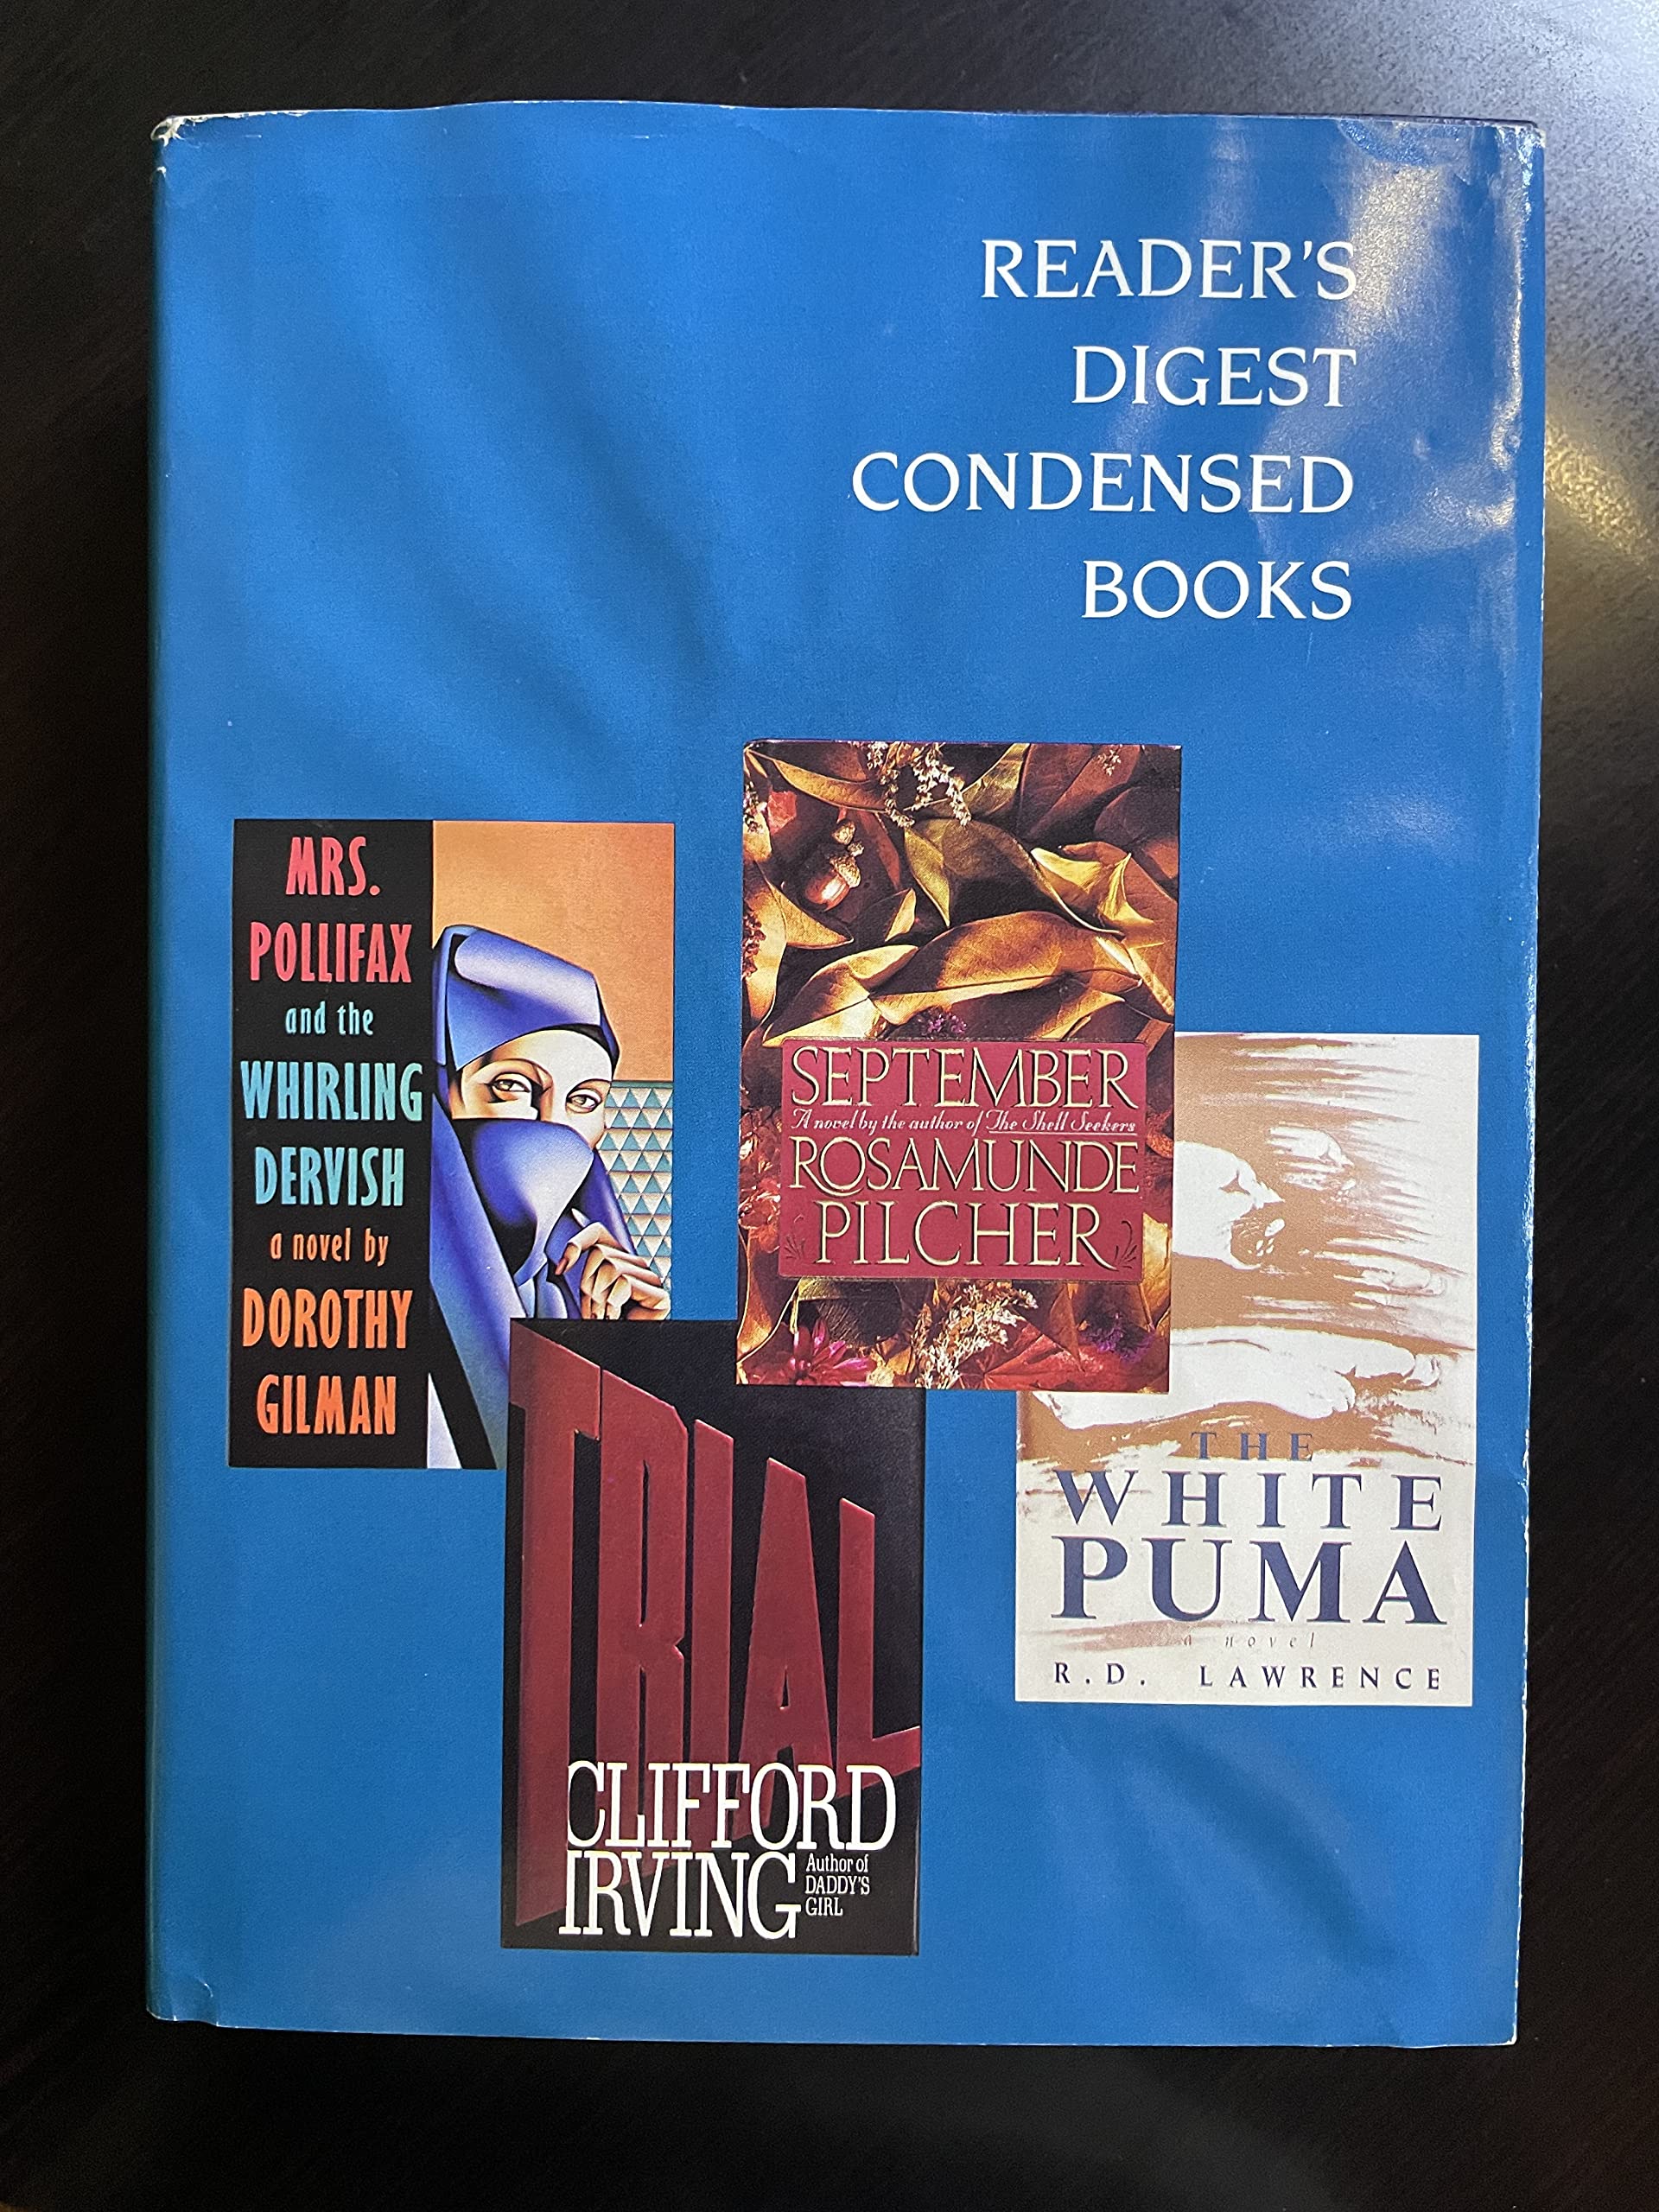 READER'S
DIGEST
CONDENSED
BOOKS
MRS.
POLLIFAX
and the
WHIRLING
DERVISH
a novel by
DOROTHY
GILMAN
SEPTEMBER
A novel by the author of The Shell Seekers
ROSAMUNDE
PILCHER
TRIAL
CLIFFORD
IRVING
Author of
DADDY'S
GIRL
THE
WHITE
PUMA
a novel
R.D. LAWRENCE